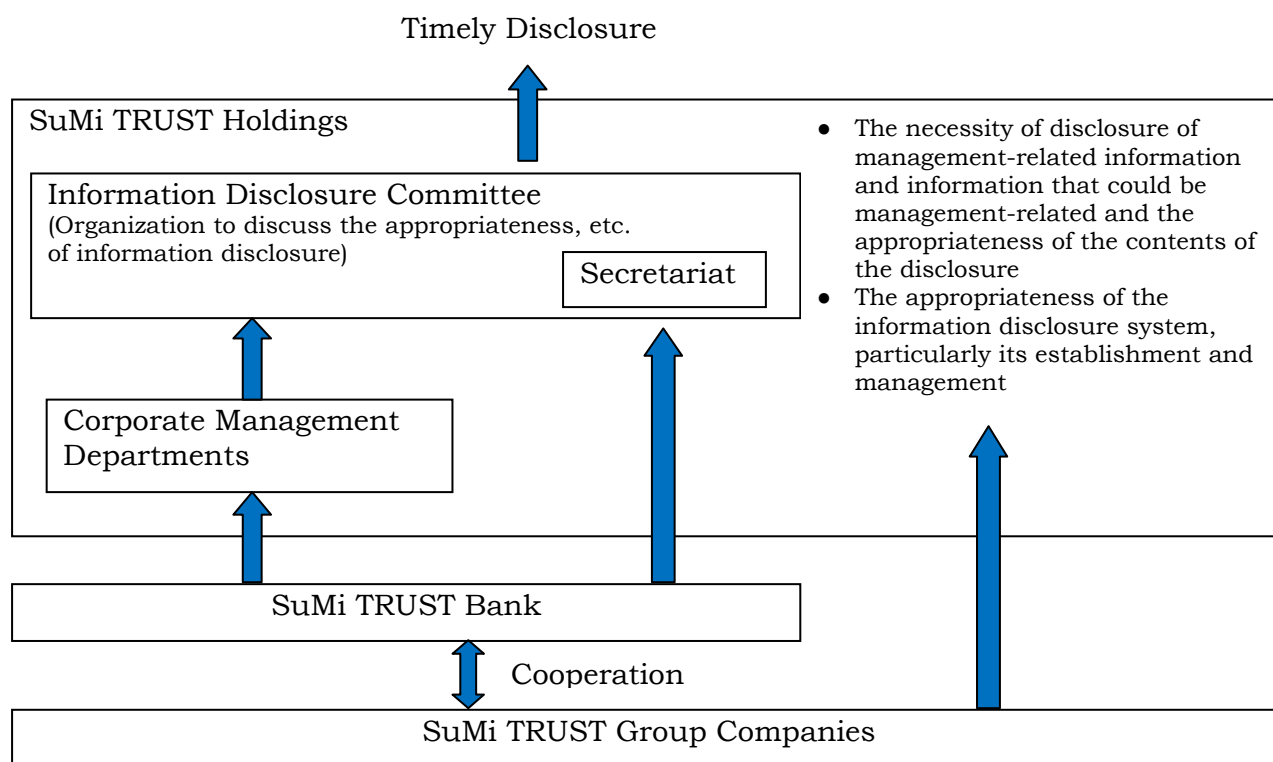 Timely Disclosure
SuMi TRUST Holdings
Information Disclosure Committee
(Organization to discuss the appropriateness, etc.
of information disclosure)
Secretariat
Corporate Management
Departments
● The necessity of disclosure of
management-related information
and information that could be
management-related and the
appropriateness of the contents of
the disclosure
● The appropriateness of the
information disclosure system,
particularly its establishment and
management
SuMi TRUST Bank
Cooperation
SuMi TRUST Group Companies